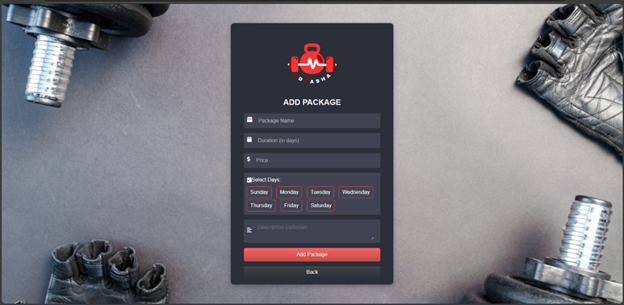 D ASHA
ADD PACKAGE
Package Name
Duration (in days)
Price
Select Days:
Sunday Monday Tuesday Wednesday
Thursday Friday Saturday
Description (optional)
Add Package
Back